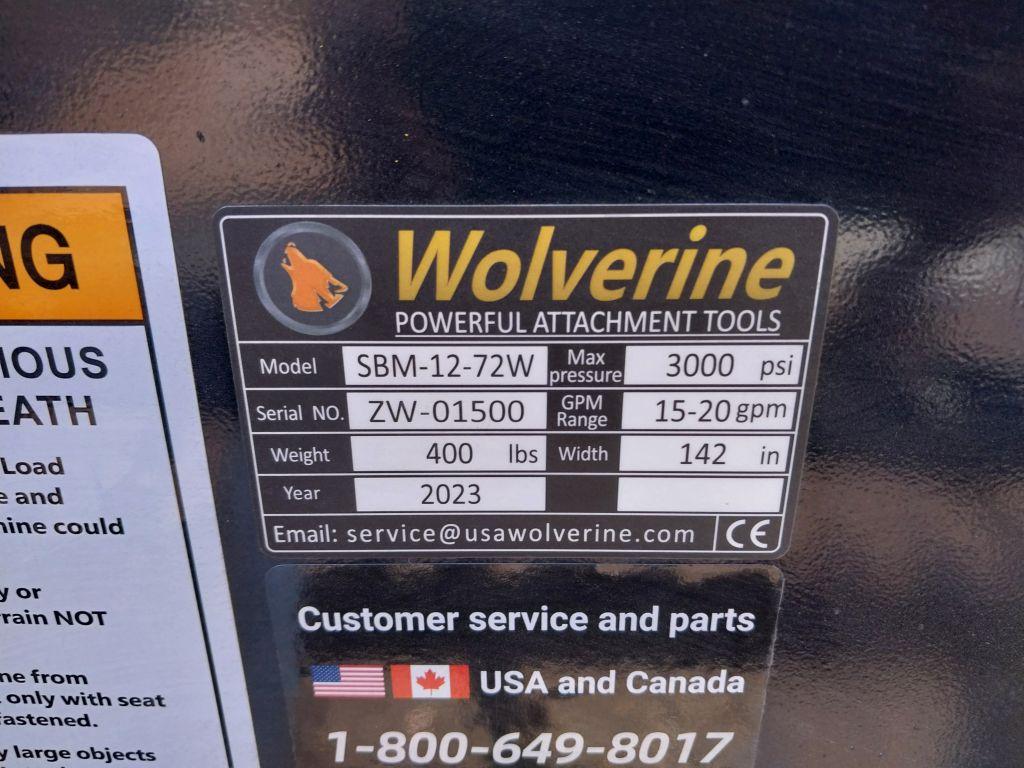 NG
IOUS
EATH
Load
e and
hine could
y or
rrain NOT
ne from
only with seat
fastened.
y large objects
Wolverine
POWERFUL ATTACHMENT TOOLS
Model SBM-12-72W Max pressure 3000 psi
Serial NO. ZW-01500 GPM Range 15-20 gpm
Weight 400 lbs Width 142 in
Year 2023
Email: service@usawolverine.com CE
Customer service and parts
USA and Canada
1-800-649-8017